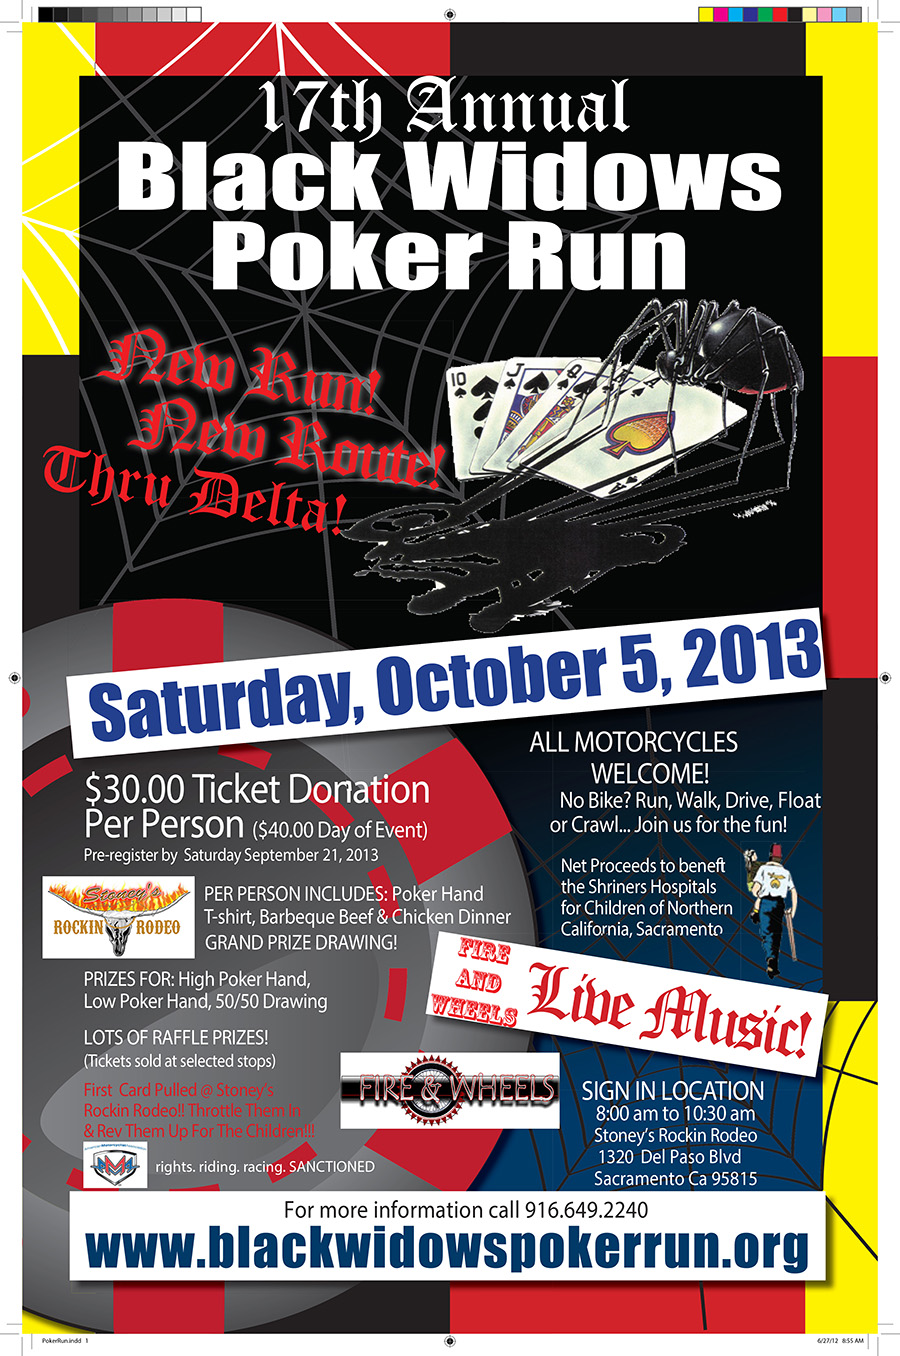 17th Annual
Black Widows
Poker Run
New Run!
New Route!
Thru Delta!
10 J Q K A
Saturday, October 5, 2013
$30.00 Ticket Donation
Per Person ($40.00 Day of Event)
Pre-register by Saturday September 21, 2013
ALL MOTORCYCLES
WELCOME!
No Bike? Run, Walk, Drive, Float
or Crawl... Join us for the fun!
Net Proceeds to beneft
the Shriners Hospitals
for Children of Northern
California, Sacramento
Stoney's
ROCKIN RODEO
PER PERSON INCLUDES: Poker Hand
T-shirt, Barbeque Beef & Chicken Dinner
GRAND PRIZE DRAWING!
PRIZES FOR: High Poker Hand,
Low Poker Hand, 50/50 Drawing
LOTS OF RAFFLE PRIZES!
(Tickets sold at selected stops)
First Card Pulled @ Stoney's
Rockin Rodeo!! Throttle Them In
& Rev Them Up For The Children!!!
rights. riding. racing. SANCTIONED
FIRE
AND
WHEELS
Live Music!
FIRE & WHEELS
SIGN IN LOCATION
8:00 am to 10:30 am
Stoney's Rockin Rodeo
1320 Del Paso Blvd
Sacramento Ca 95815
For more information call 916.649.2240
www.blackwidowspokerrun.org
PokerRun.indd 1
6/27/12 8:55 AM